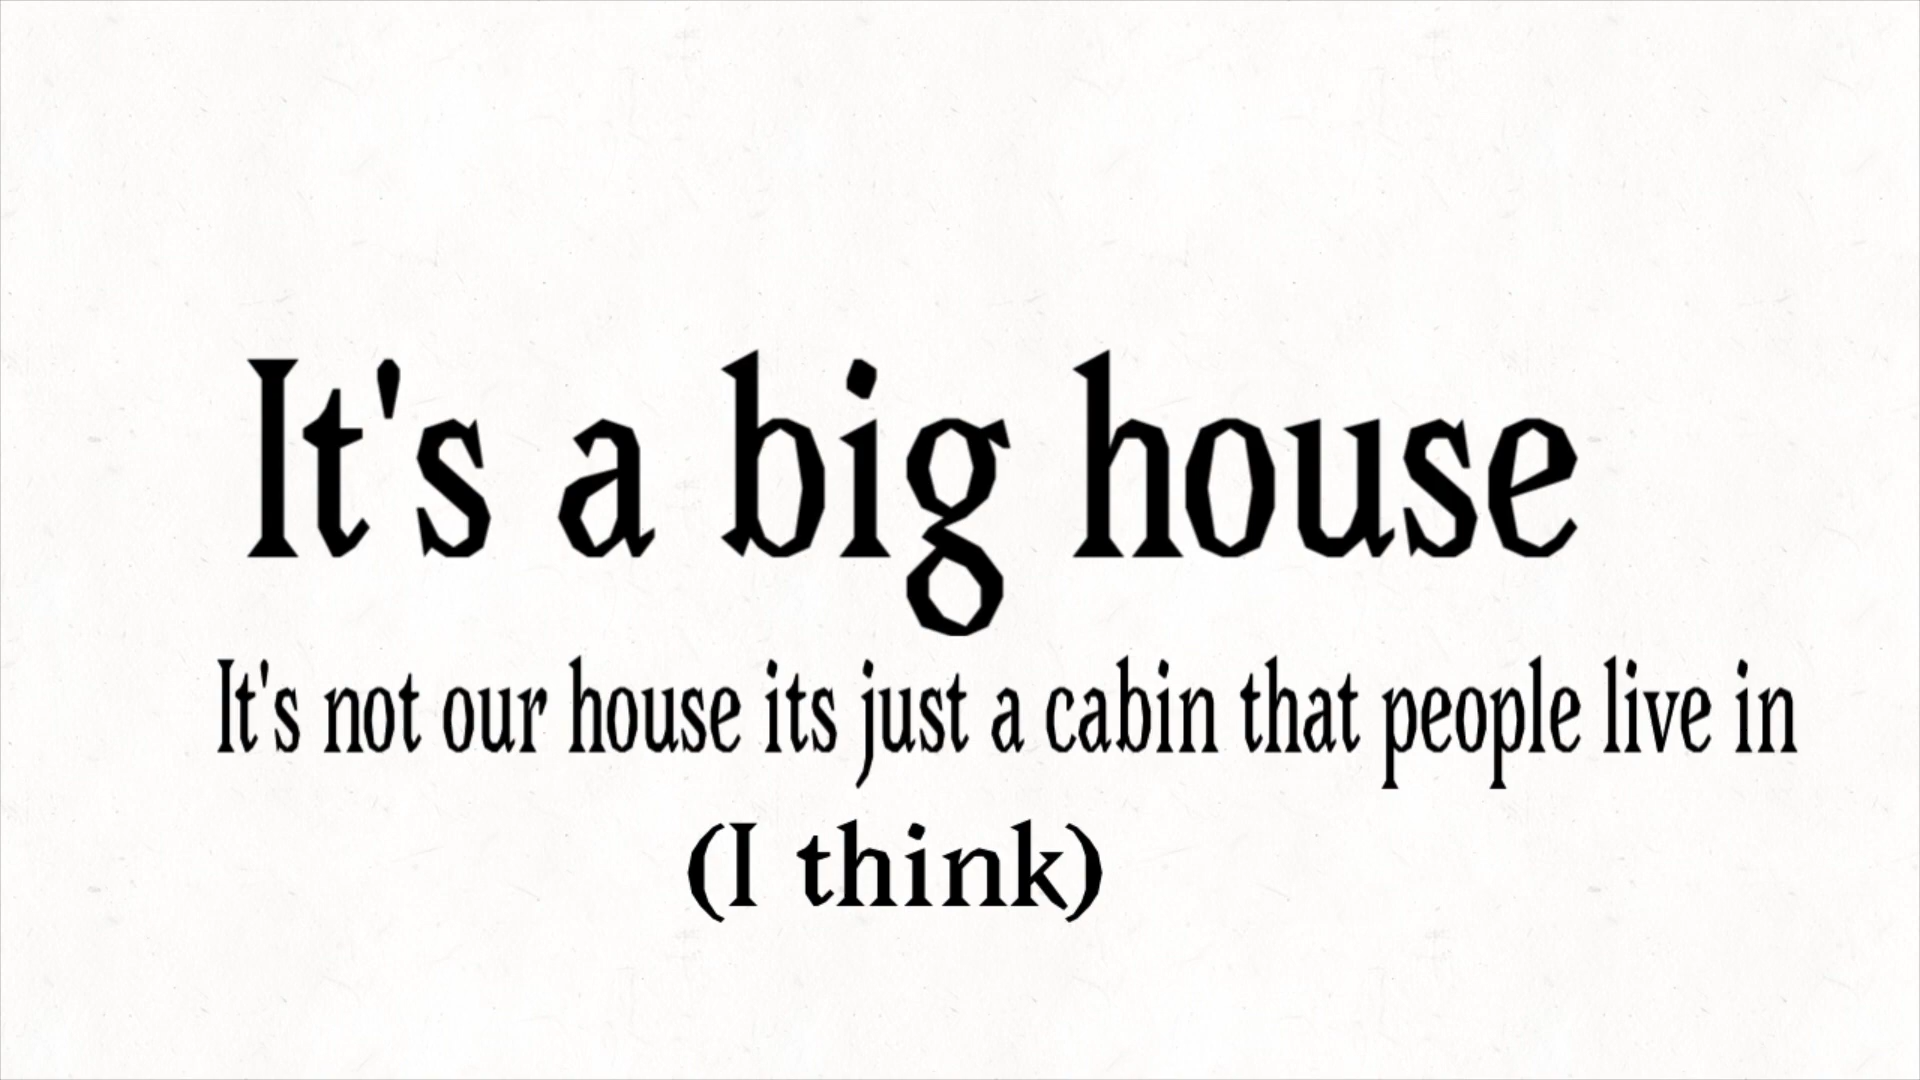 It's a big house
It's not our house its just a cabin that people live in
(I think)